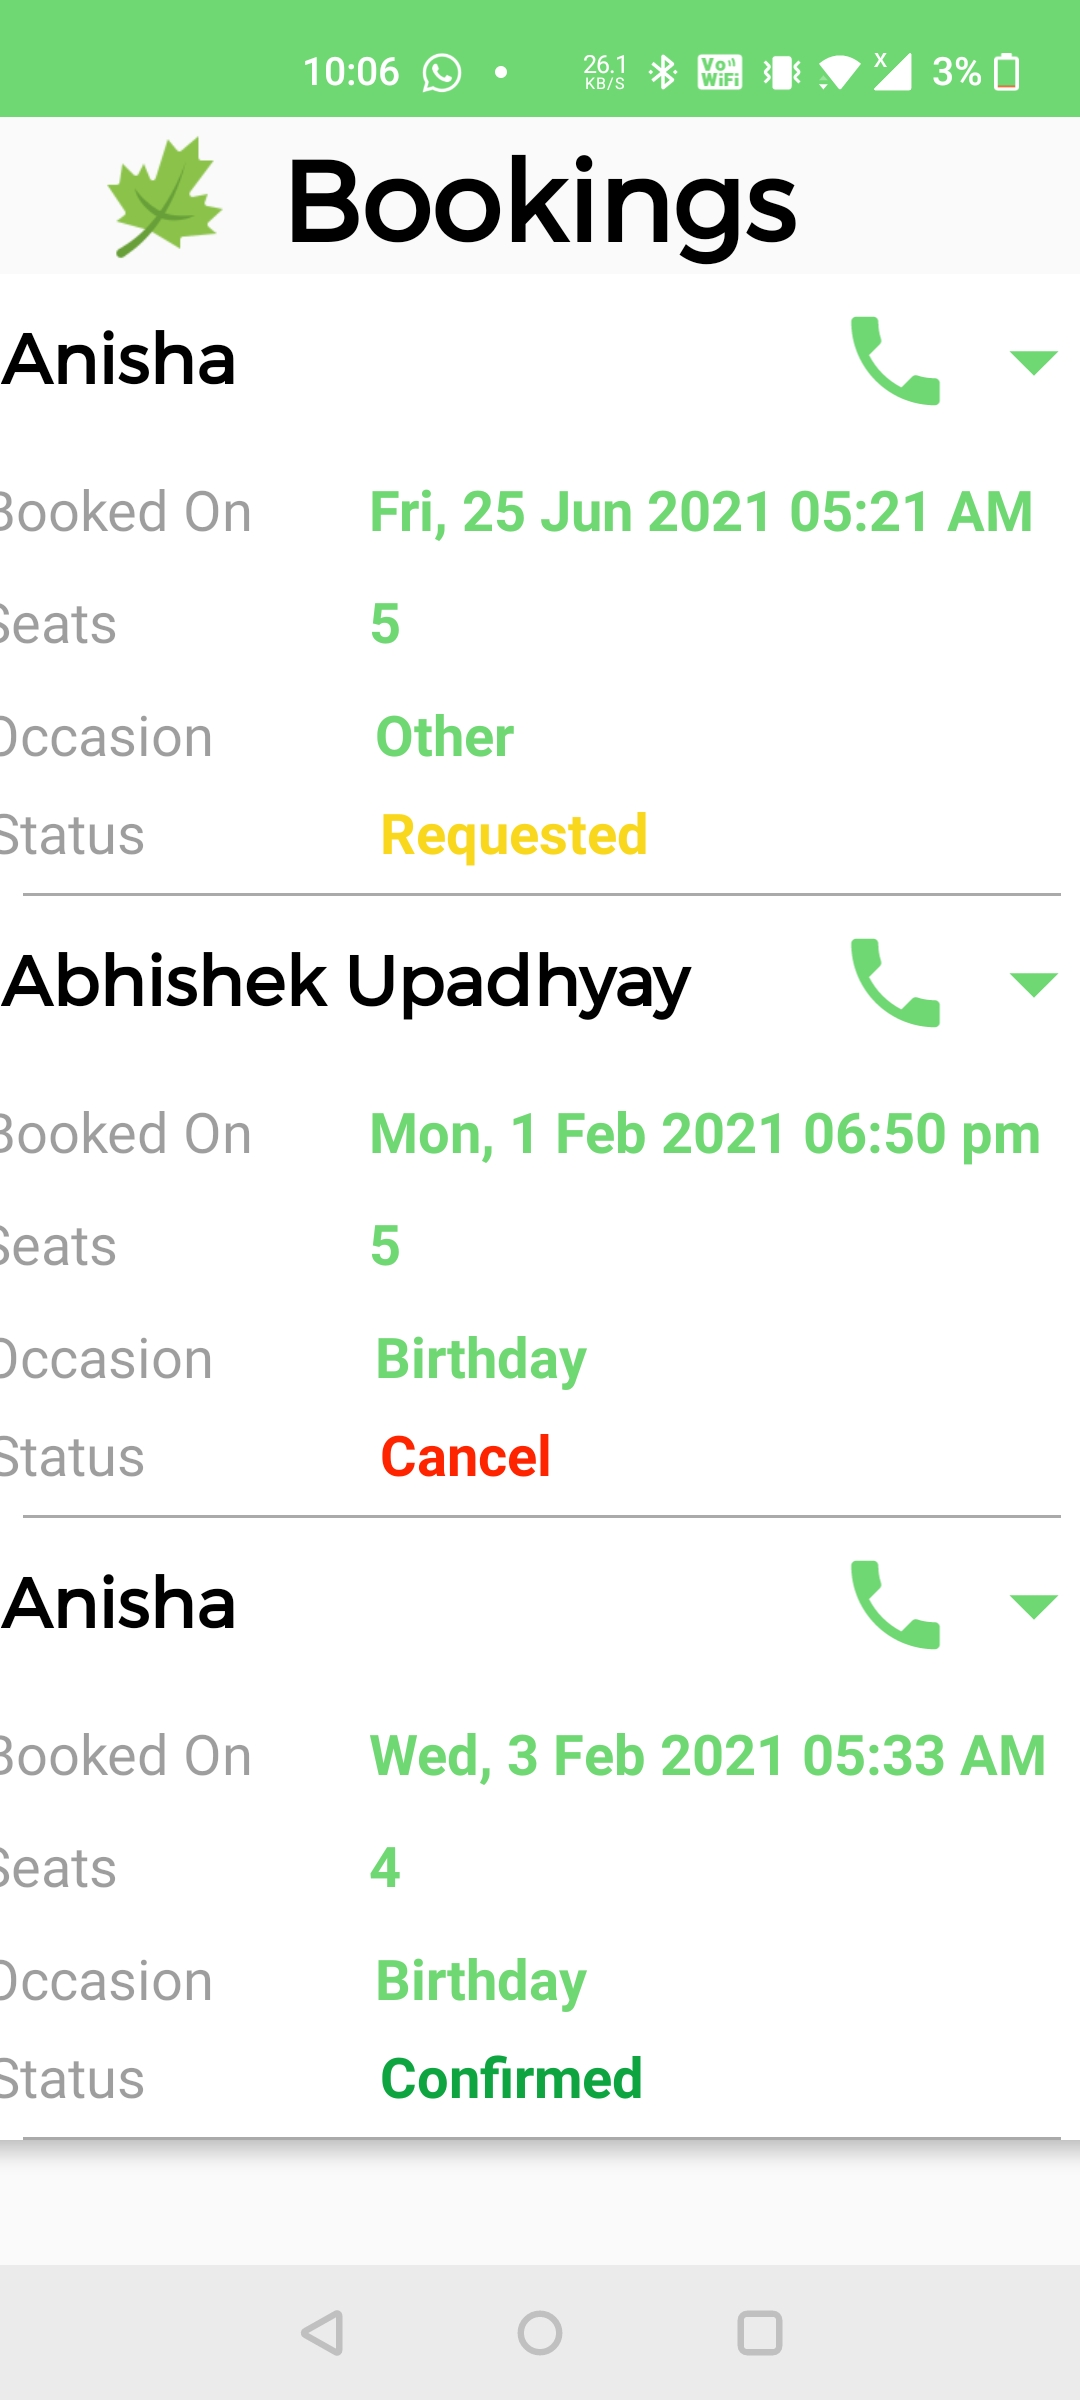 10:06 26.1 KB/S Vo WiFi X 3%
Bookings
Anisha
Booked On Fri, 25 Jun 2021 05:21 AM
Seats 5
Occasion Other
Status Requested
Abhishek Upadhyay
Booked On Mon, 1 Feb 2021 06:50 pm
Seats 5
Occasion Birthday
Status Cancel
Anisha
Booked On Wed, 3 Feb 2021 05:33 AM
Seats 4
Occasion Birthday
Status Confirmed